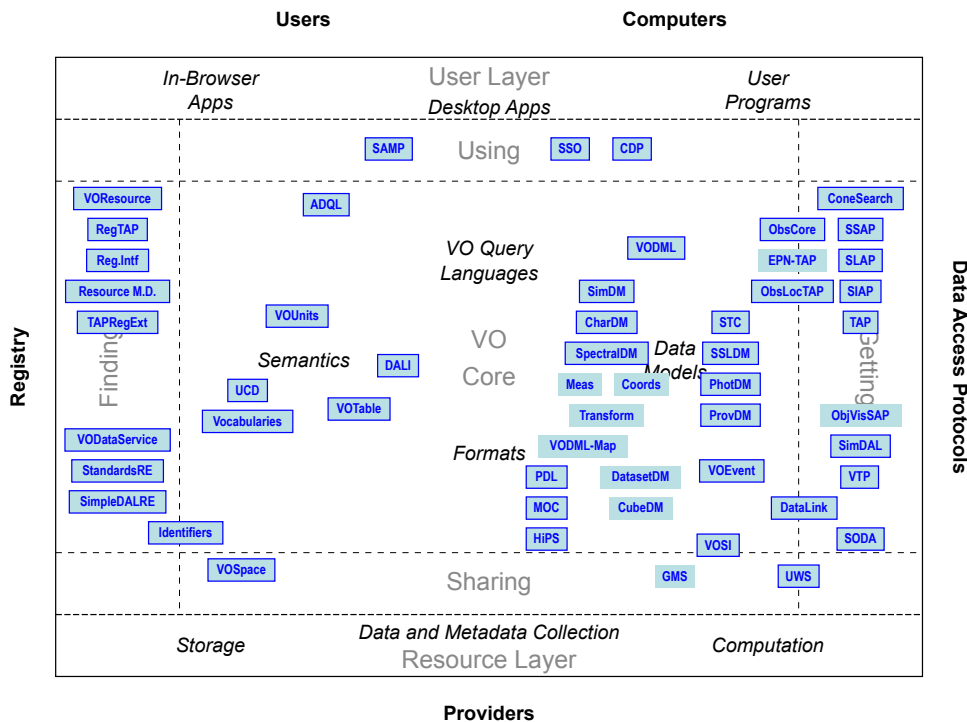 Users
Computers
In-Browser
Apps
User Layer
Desktop Apps
User
Programs
SAMP
Using
SSO
CDP
VOResource
ADQL
ConeSearch
RegTAP
ObsCore
SSAP
VO Query
Languages
VODML
Reg.Intf
EPN-TAP
SLAP
Resource M.D.
SimDM
ObsLocTAP
SIAP
TAPRegExt
VOUnits
CharDM
STC
TAP
Registry
Finding
Semantics
DALI
VO
Core
SpectralDM
Data
Models
SSLDM
Getting
Data Access Protocols
UCD
Meas
Coords
PhotDM
Vocabularies
VOTable
Transform
ProvDM
ObjVisSAP
VODataService
Formats
VODML-Map
SimDAL
StandardsRE
PDL
DatasetDM
VOEvent
VTP
SimpleDALRE
MOC
CubeDM
DataLink
Identifiers
HiPS
VOSI
SODA
VOSpace
Sharing
GMS
UWS
Storage
Data and Metadata Collection
Computation
Resource Layer
Providers